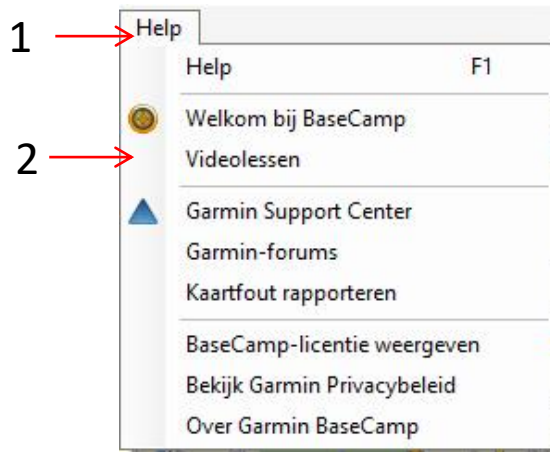 1 Help
Help F1
Welkom bij BaseCamp
2 Videolessen
Garmin Support Center
Garmin-forums
Kaartfout rapporteren
BaseCamp-licentie weergeven
Bekijk Garmin Privacybeleid
Over Garmin BaseCamp